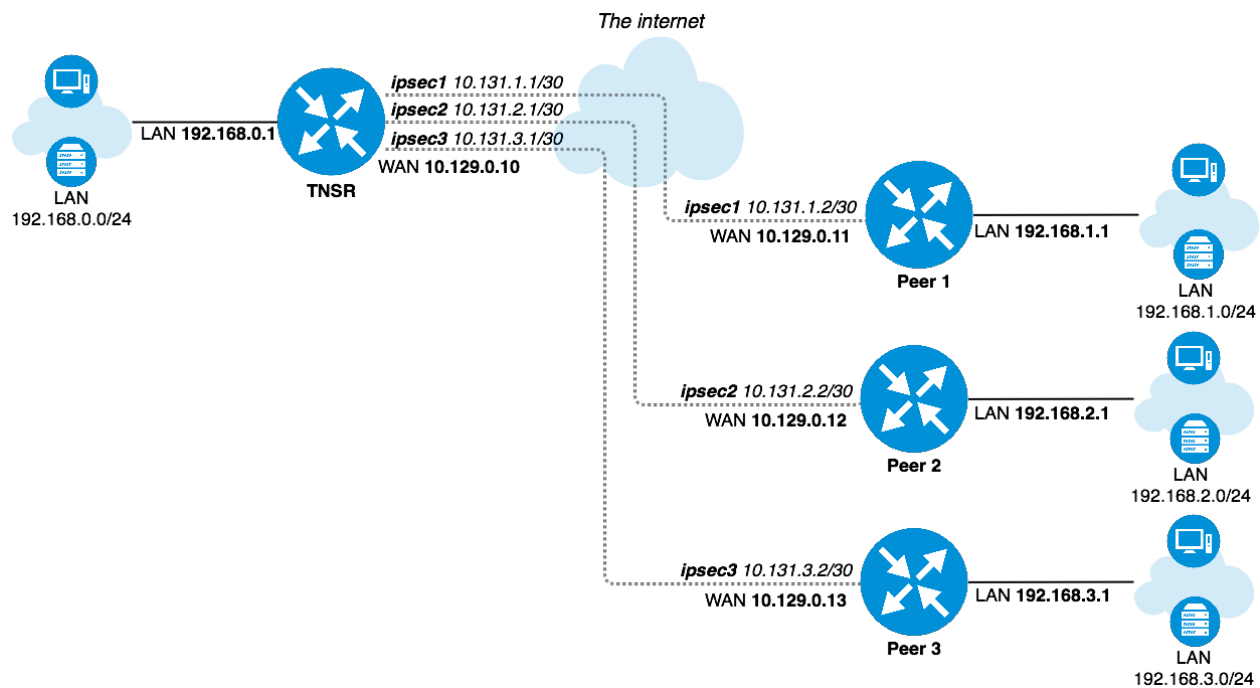 The internet
ipsec1 10.131.1.1/30
ipsec2 10.131.2.1/30
ipsec3 10.131.3.1/30
WAN 10.129.0.10
LAN 192.168.0.1
TNSR
LAN
192.168.0.0/24
ipsec1 10.131.1.2/30
WAN 10.129.0.11
LAN 192.168.1.1
Peer 1
LAN
192.168.1.0/24
ipsec2 10.131.2.2/30
WAN 10.129.0.12
LAN 192.168.2.1
Peer 2
LAN
192.168.2.0/24
ipsec3 10.131.3.2/30
WAN 10.129.0.13
LAN 192.168.3.1
Peer 3
LAN
192.168.3.0/24